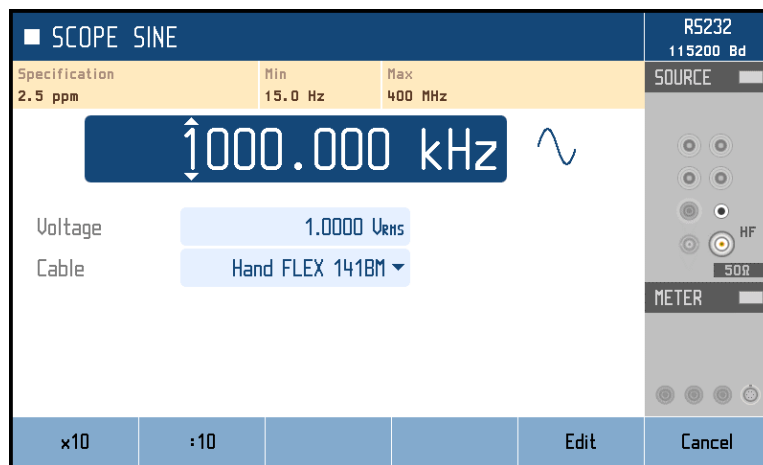 SCOPE SINE
RS232
115200 Bd
Specification
2.5 ppm
Min
15.0 Hz
Max
400 MHz
1000.000 kHz
Voltage
1.0000 VRMS
Cable
Hand FLEX 141BM
SOURCE
HF
50Ω
METER
x10
:10
Edit
Cancel